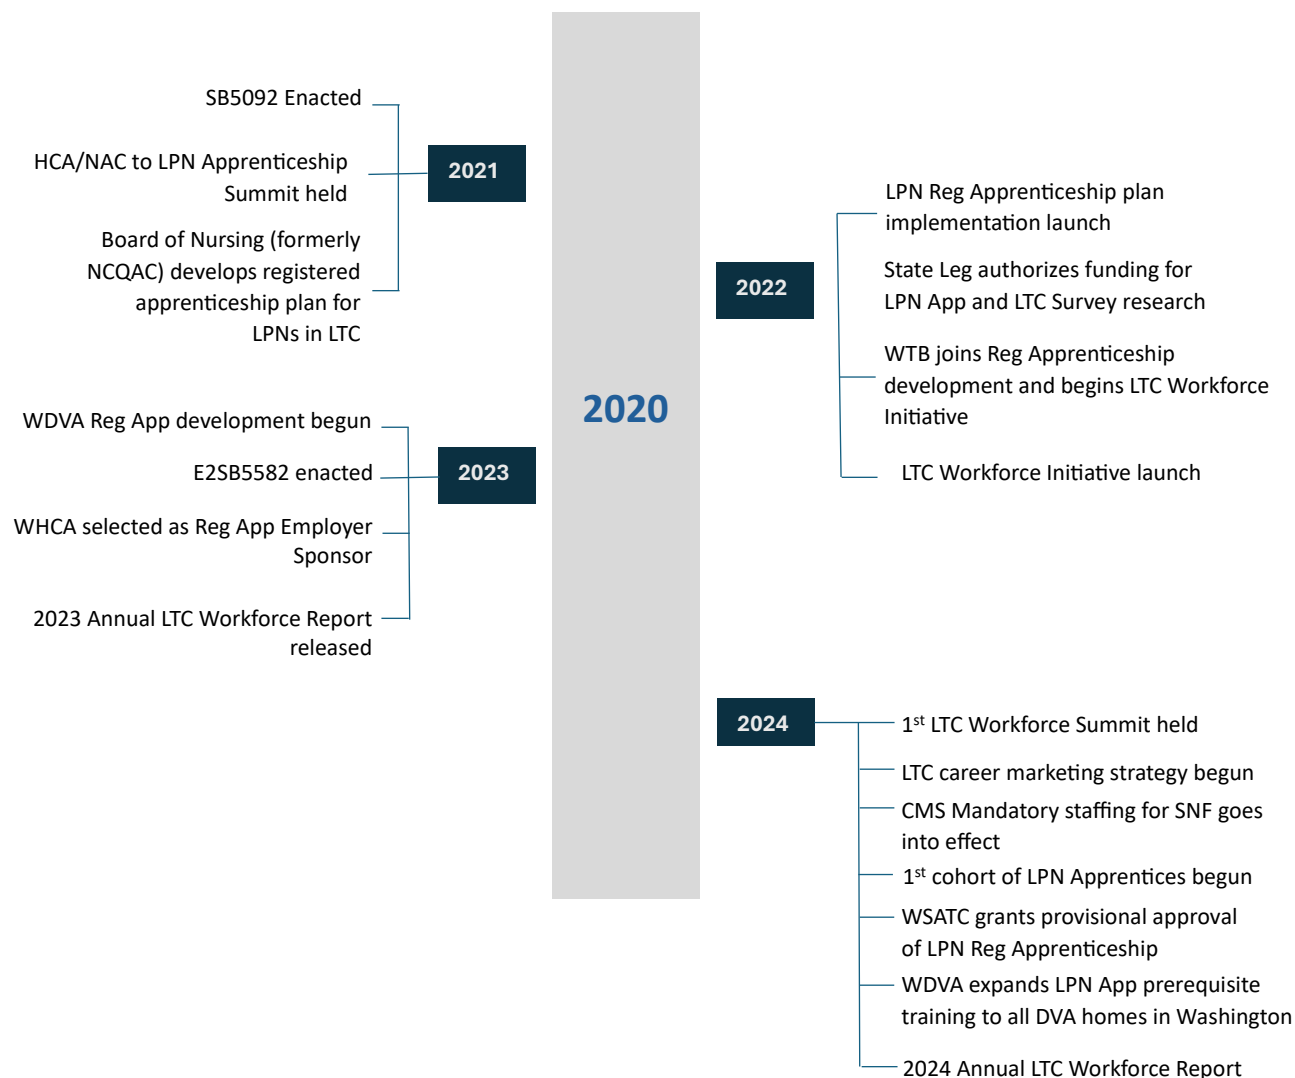 2020
2021
SB5092 Enacted
HCA/NAC to LPN Apprenticeship
Summit held
Board of Nursing (formerly
NCQAC) develops registered
apprenticeship plan for
LPNs in LTC
2022
LPN Reg Apprenticeship plan
implementation launch
State Leg authorizes funding for
LPN App and LTC Survey research
WTB joins Reg Apprenticeship
development and begins LTC Workforce
Initiative
LTC Workforce Initiative launch
2023
WDVA Reg App development begun
E2SB5582 enacted
WHCA selected as Reg App Employer
Sponsor
2023 Annual LTC Workforce Report
released
2024
1st LTC Workforce Summit held
LTC career marketing strategy begun
CMS Mandatory staffing for SNF goes
into effect
1st cohort of LPN Apprentices begun
WSATC grants provisional approval
of LPN Reg Apprenticeship
WDVA expands LPN App prerequisite
training to all DVA homes in Washington
2024 Annual LTC Workforce Report